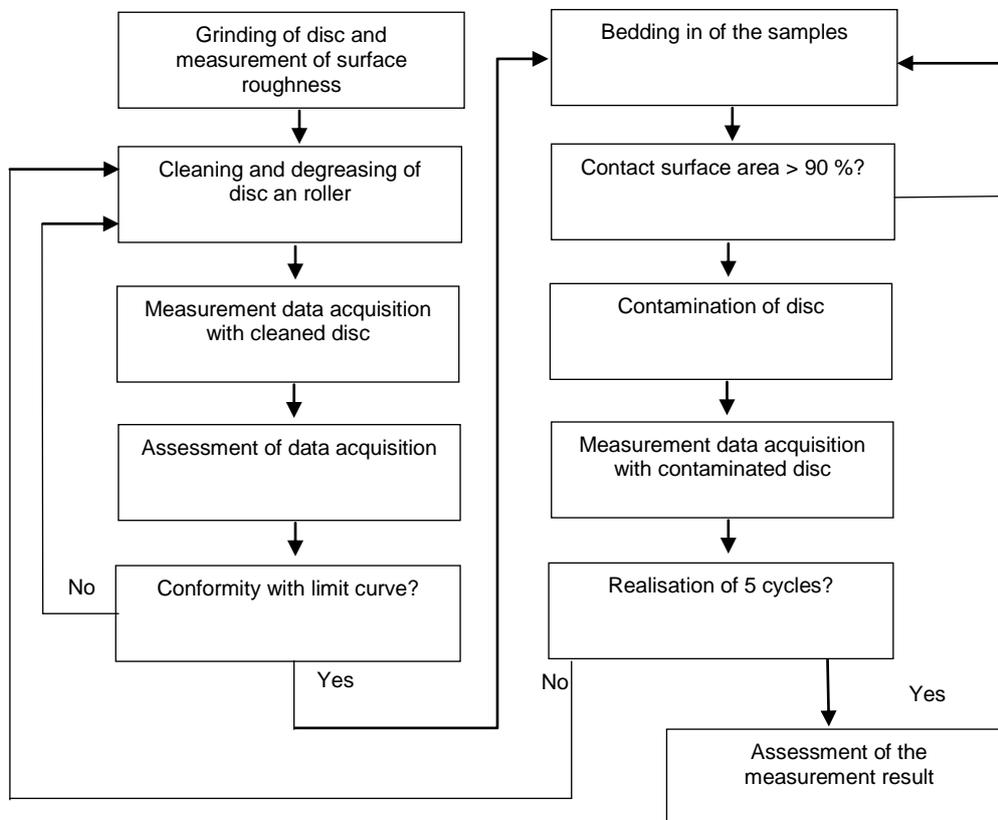 Grinding of disc and
measurement of surface
roughness
Cleaning and degreasing of
disc an roller
Measurement data acquisition
with cleaned disc
Assessment of data acquisition
Conformity with limit curve?
No
Yes
Bedding in of the samples
Contact surface area > 90 %?
Contamination of disc
Measurement data acquisition
with contaminated disc
Realisation of 5 cycles?
No
Yes
Assessment of the
measurement result